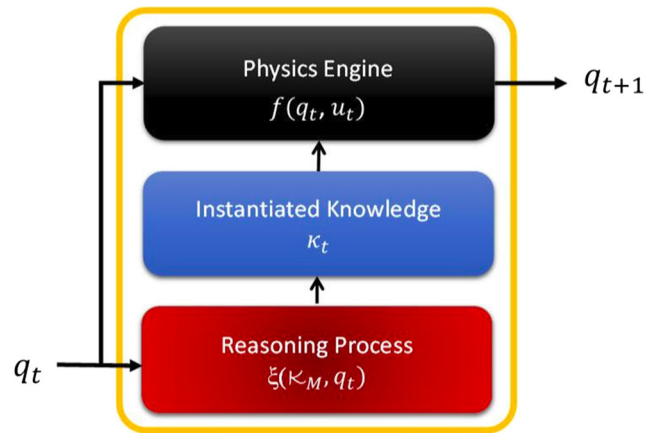 Physics Engine
f(q_t, u_t)
q_{t+1}
Instantiated Knowledge
κ_t
Reasoning Process
ξ(Κ_M, q_t)
q_t